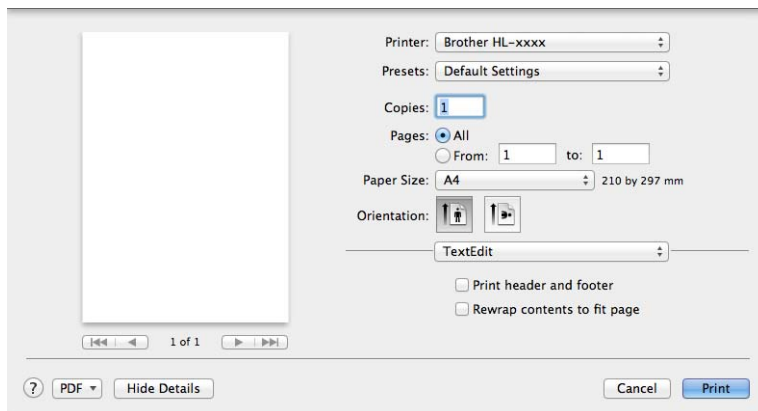 Printer: Brother HL-xxxx
Presets: Default Settings
Copies: 1
Pages: All
From: 1 to: 1
Paper Size: A4 210 by 297 mm
Orientation:
TextEdit
Print header and footer
Rewrap contents to fit page
1 of 1
? PDF Hide Details Cancel Print